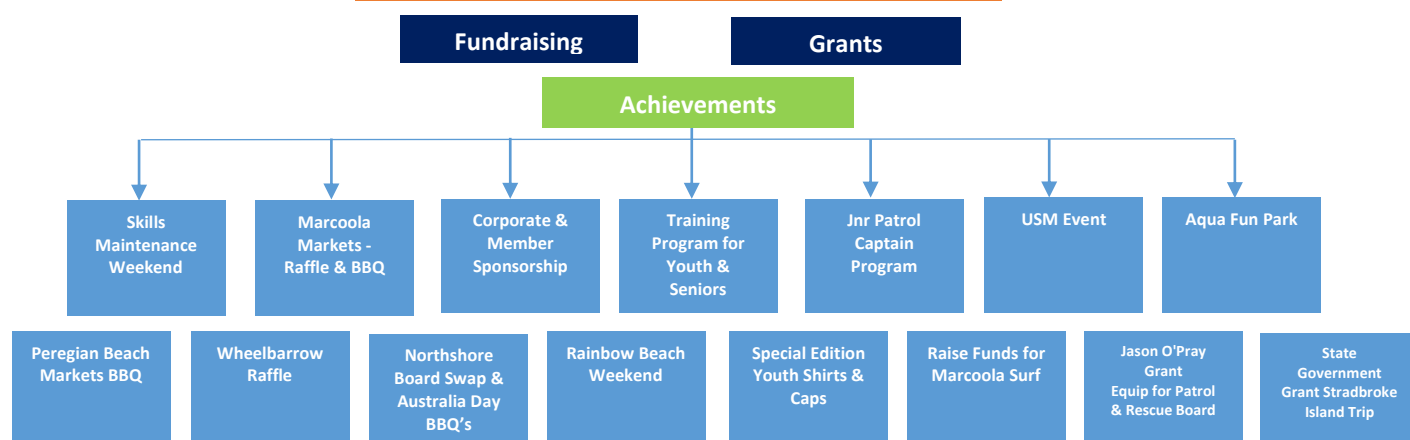 Fundraising
Grants
Achievements
Skills
Maintenance
Weekend
Marcoola
Markets -
Raffle & BBQ
Corporate &
Member
Sponsorship
Training
Program for
Youth &
Seniors
Jnr Patrol
Captain
Program
USM Event
Aqua Fun Park
Peregian Beach
Markets BBQ
Wheelbarrow
Raffle
Northshore
Board Swap &
Australia Day
BBQ’s
Rainbow Beach
Weekend
Special Edition
Youth Shirts &
Caps
Raise Funds for
Marcoola Surf
Jason O'Pray
Grant
Equip for Patrol
& Rescue Board
State
Government
Grant Stradbroke
Island Trip